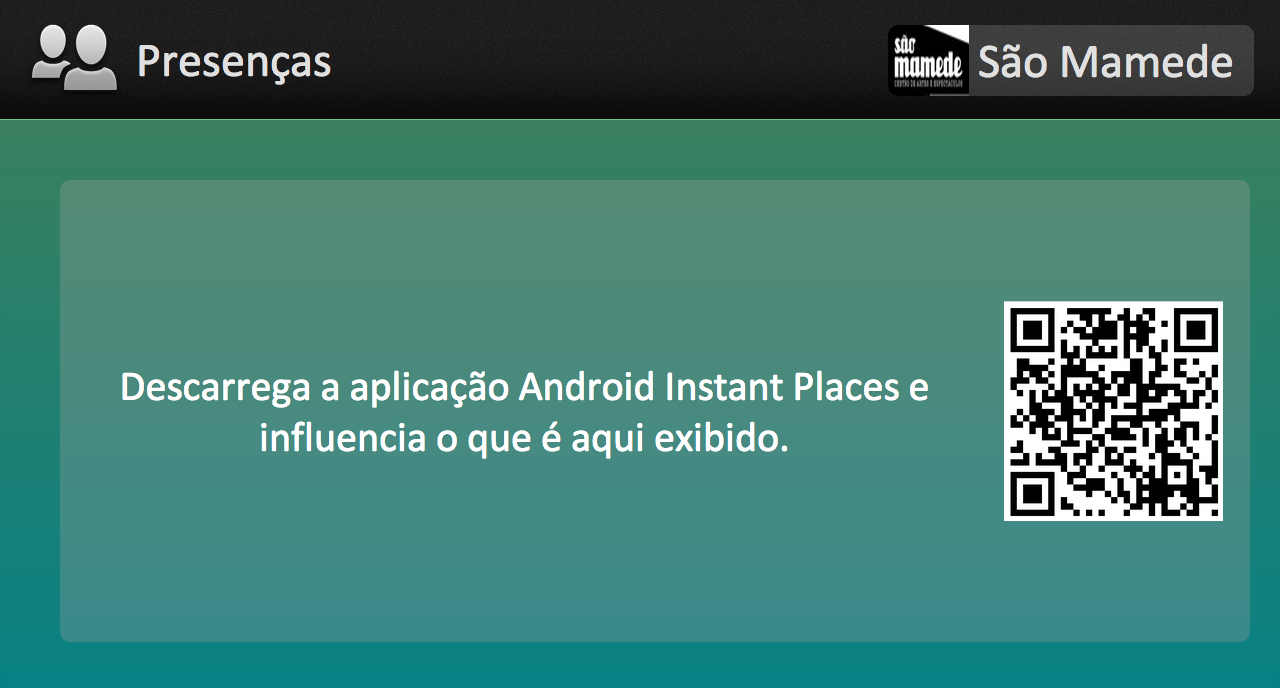 Presenças
são
mamede
CENTRO DE ARTES E ESPECTÁCULOS
São Mamede
Descarrega a aplicação Android Instant Places e
influencia o que é aqui exibido.